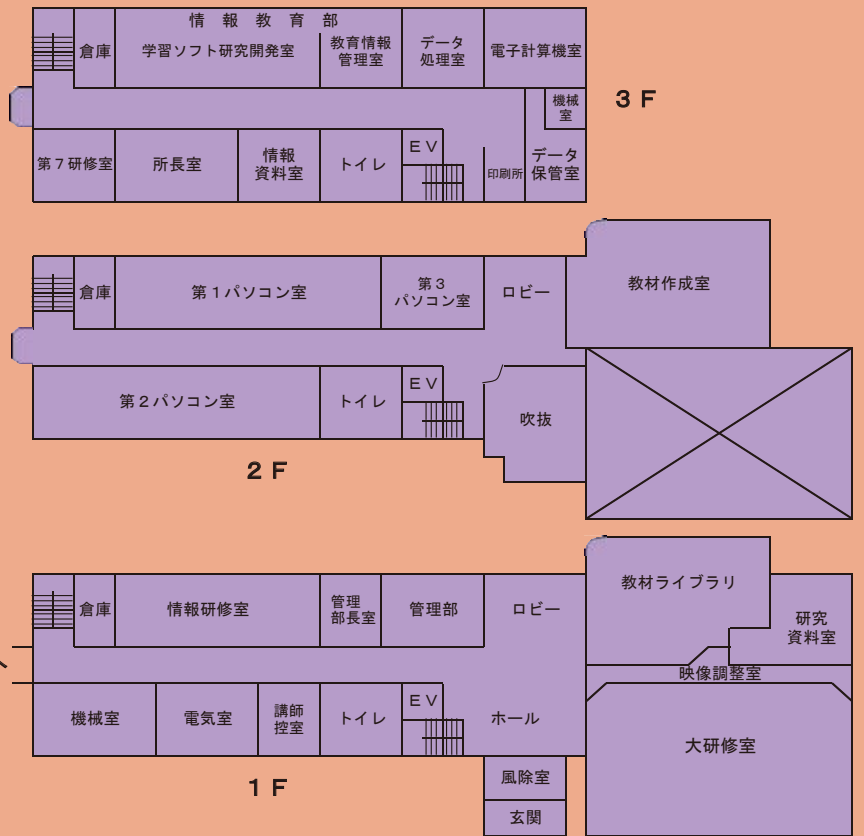 情報教育部
倉庫
学習ソフト研究開発室
教育情報
管理室
データ
処理室
電子計算機室
機械
室
3F
第7研修室
所長室
情報
資料室
トイレ
EV
印刷所
データ
保管室
倉庫
第1パソコン室
第3
パソコン室
ロビー
教材作成室
第2パソコン室
トイレ
EV
吹抜
2F
倉庫
情報研修室
管理
部長室
管理部
ロビー
教材ライブラリ
研究
資料室
映像調整室
機械室
電気室
講師
控室
トイレ
EV
ホール
大研修室
風除室
玄関
1F